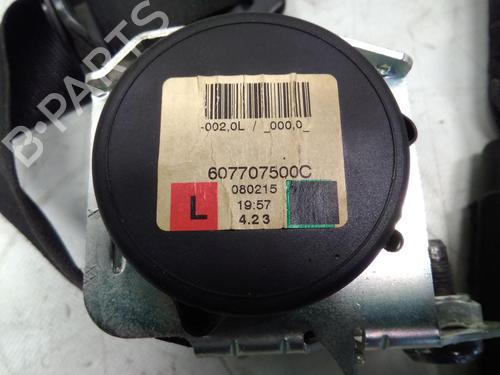 B-PARTS
-002,0L / _000,0_
607707500C
080215
19:57
L
4.23